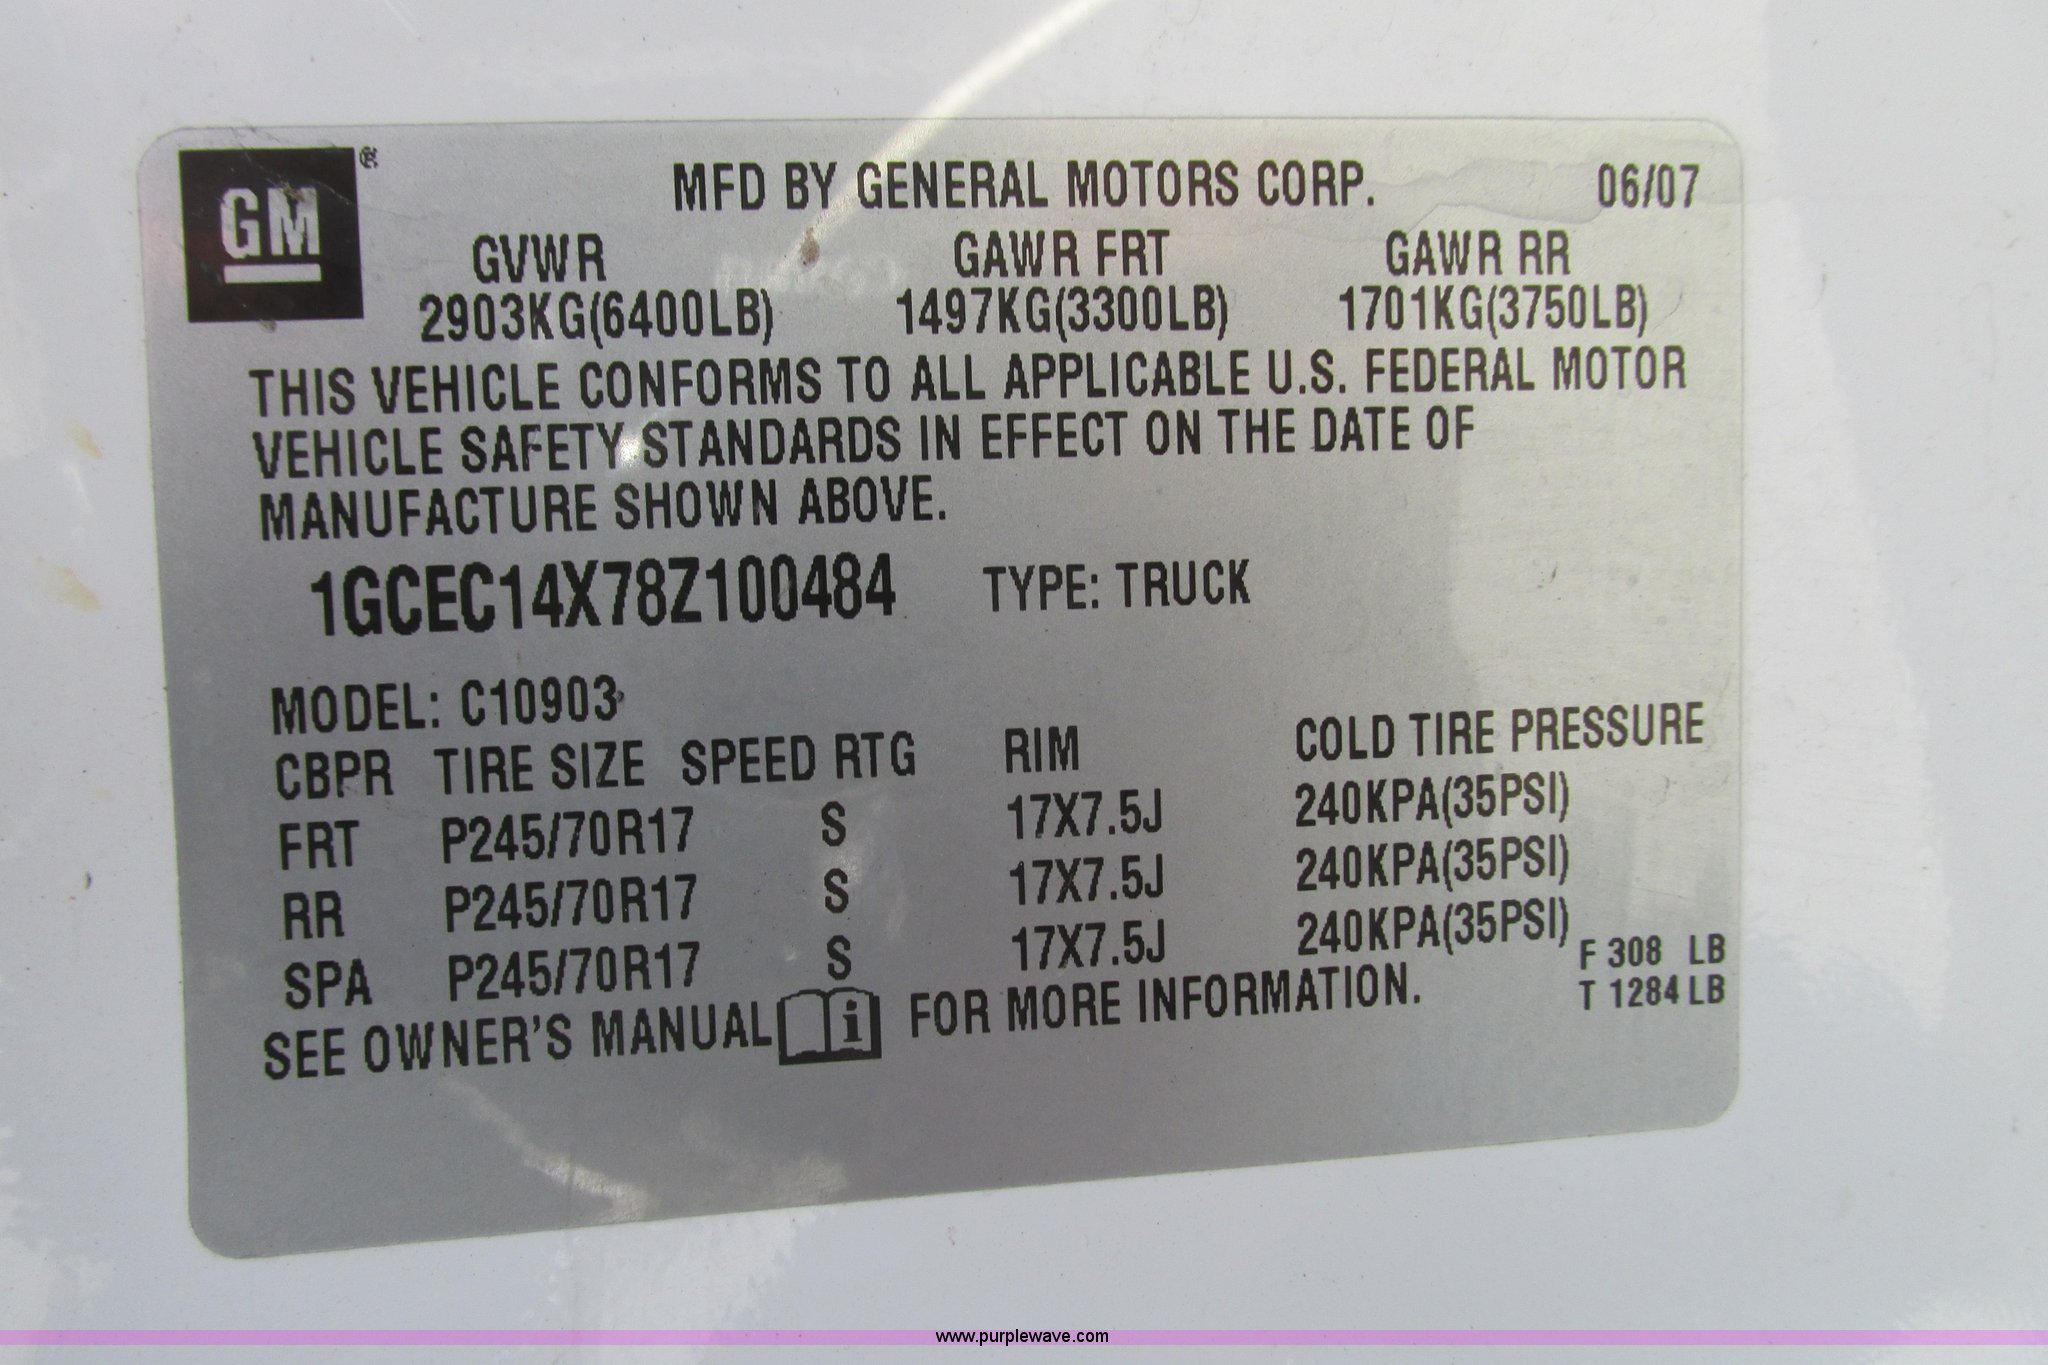 GM ®
MFD BY GENERAL MOTORS CORP. 06/07
GVWR GAWR FRT GAWR RR
2903KG(6400LB) 1497KG(3300LB) 1701KG(3750LB)
THIS VEHICLE CONFORMS TO ALL APPLICABLE U.S. FEDERAL MOTOR
VEHICLE SAFETY STANDARDS IN EFFECT ON THE DATE OF
MANUFACTURE SHOWN ABOVE.
1GCEC14X78Z100484 TYPE: TRUCK
MODEL: C10903
CBPR TIRE SIZE SPEED RTG RIM COLD TIRE PRESSURE
FRT P245/70R17 S 17X7.5J 240KPA(35PSI)
RR P245/70R17 S 17X7.5J 240KPA(35PSI)
SPA P245/70R17 S 17X7.5J 240KPA(35PSI)
F 308 LB
T 1284 LB
SEE OWNER'S MANUAL i FOR MORE INFORMATION.
www.purplewave.com